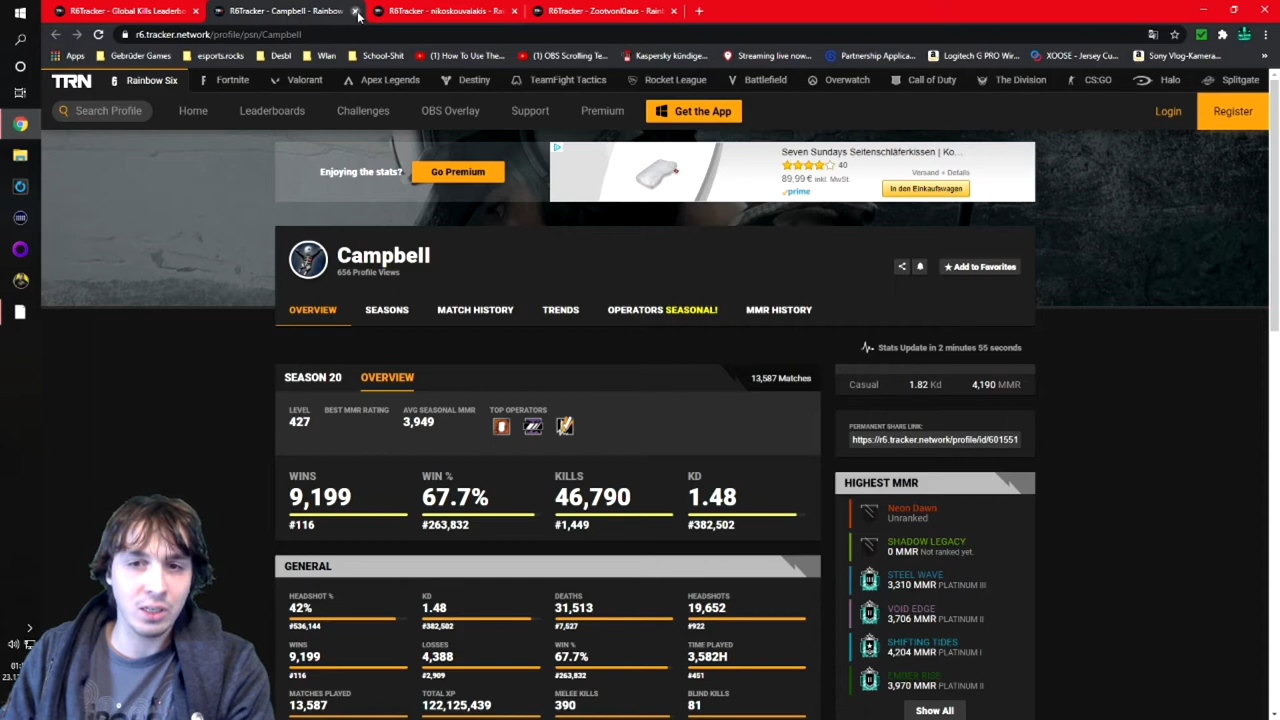 R6Tracker - Global Kills Leaderbo
R6Tracker - Campbell - Rainbow
R6Tracker - nikoskouvalakis - Ra
R6Tracker - ZootvonKlaus - Rain
r6.tracker.network/profile/psn/Campbell
Apps
Gebrüder Games
esports.rocks
Desbl
Wlan
School-Shit
(1) How To Use The...
(1) OBS Scrolling Te...
Kaspersky kündige...
Streaming live now...
Partnership Applica...
Logitech G PRO Wir...
XOOSE - Jersey Cu...
Sony Vlog-Kamera...
TRN
Rainbow Six
Fortnite
Valorant
Apex Legends
Destiny
TeamFight Tactics
Rocket League
Battlefield
Overwatch
Call of Duty
The Division
CS:GO
Halo
Splitgate
Search Profile
Home
Leaderboards
Challenges
OBS Overlay
Support
Premium
Get the App
Login
Register
Enjoying the stats?
Go Premium
Seven Sundays Seitenschläferkissen | Ko...
40
89,99 € inkl. MwSt.
Versand + Details
prime
In den Einkaufswagen
Campbell
656 Profile Views
Add to Favorites
OVERVIEW
SEASONS
MATCH HISTORY
TRENDS
OPERATORS SEASONAL!
MMR HISTORY
Stats Update in 2 minutes 55 seconds
SEASON 20
OVERVIEW
13,587 Matches
Casual
1.82 Kd
4,190 MMR
LEVEL
427
BEST MMR RATING
AVG SEASONAL MMR
3,949
TOP OPERATORS
PERMANENT SHARE LINK:
https://r6.tracker.network/profile/id/601551
WINS
9,199
#116
WIN %
67.7%
#263,832
KILLS
46,790
#1,449
KD
1.48
#382,502
HIGHEST MMR
Neon Dawn
Unranked
SHADOW LEGACY
0 MMR Not ranked yet.
STEEL WAVE
3,310 MMR PLATINUM III
VOID EDGE
3,706 MMR PLATINUM II
SHIFTING TIDES
4,204 MMR PLATINUM I
EMBER RISE
3,970 MMR PLATINUM II
Show All
GENERAL
HEADSHOT %
42%
#536,144
KD
1.48
#382,502
DEATHS
31,513
#7,527
HEADSHOTS
19,652
#922
WINS
9,199
#116
LOSSES
4,388
#2,909
WIN %
67.7%
#263,832
TIME PLAYED
3,582H
#451
MATCHES PLAYED
13,587
TOTAL XP
122,125,439
MELEE KILLS
390
BLIND KILLS
81